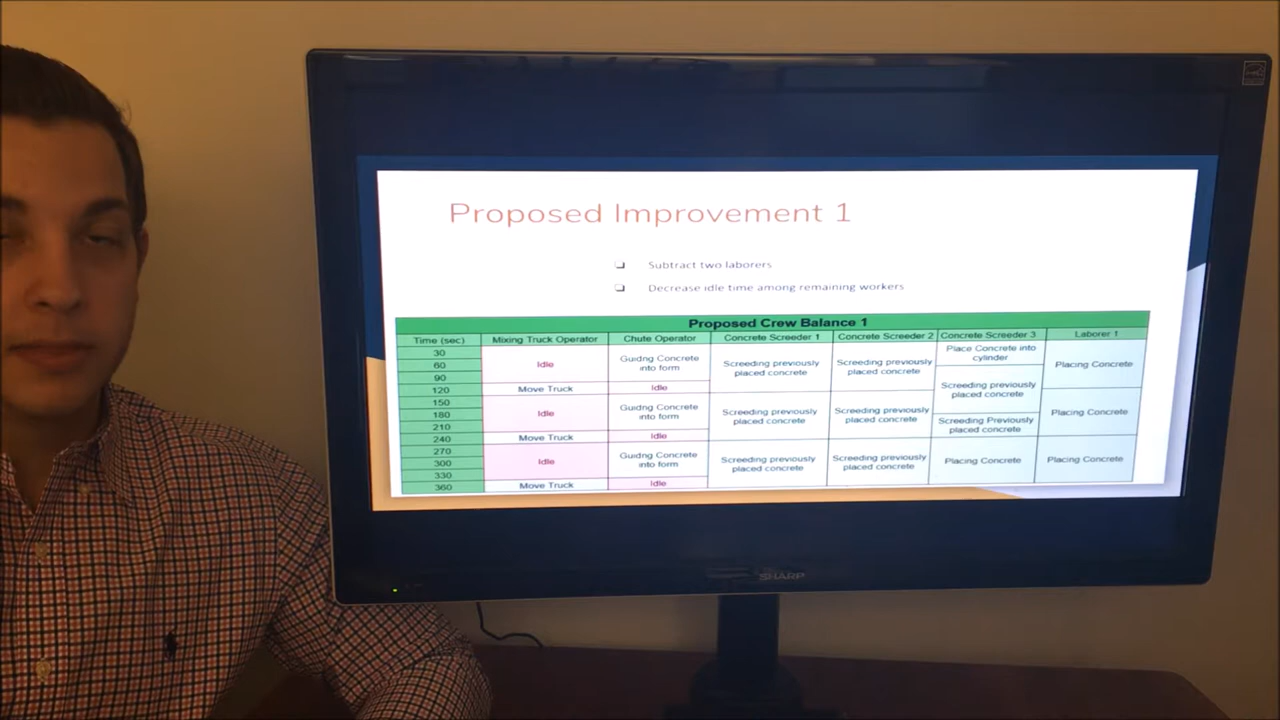 Proposed Improvement 1
Subtract two laborers
Decrease idle time among remaining workers
Proposed Crew Balance 1
Time (sec) Mixing Truck Operator Chute Operator Concrete Screeder 1 Concrete Screeder 2 Concrete Screeder 3 Laborer 1
30
60
90
120
150
180
210
240
270
300
330
360
Idle
Move Truck
Idle
Move Truck
Idle
Move Truck
Guiding Concrete
into form
Idle
Guiding Concrete
into form
Idle
Guiding Concrete
into form
Idle
Screeding previously
placed concrete
Screeding previously
placed concrete
Screeding previously
placed concrete
Screeding previously
placed concrete
Screeding previously
placed concrete
Screeding previously
placed concrete
Place Concrete into
cylinder
Screeding previously
placed concrete
Screeding Previously
placed concrete
Placing Concrete
Placing Concrete
Placing Concrete
Placing Concrete
SHARP